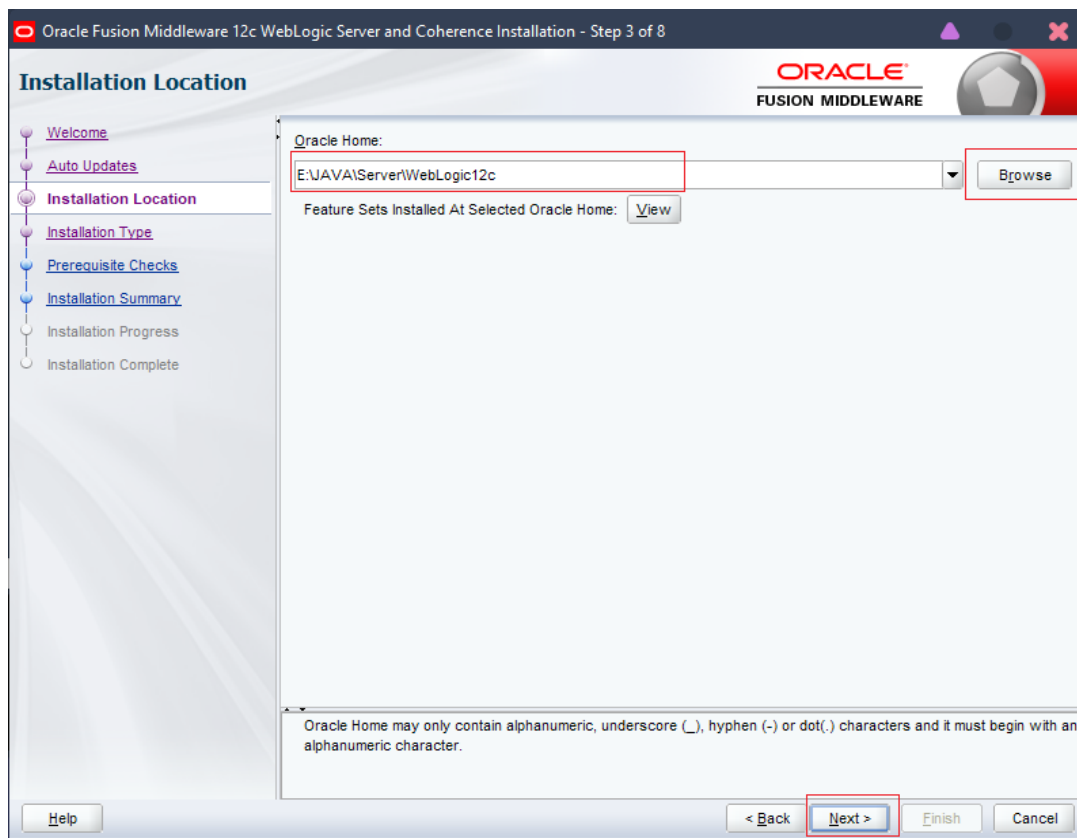 Oracle Fusion Middleware 12c WebLogic Server and Coherence Installation - Step 3 of 8
Installation Location
ORACLE
FUSION MIDDLEWARE
Welcome
Auto Updates
Installation Location
Installation Type
Prerequisite Checks
Installation Summary
Installation Progress
Installation Complete
Oracle Home:
E:\JAVA\Server\WebLogic12c
Browse
Feature Sets Installed At Selected Oracle Home: View
Oracle Home may only contain alphanumeric, underscore (_), hyphen (-) or dot(.) characters and it must begin with an
alphanumeric character.
Help
< Back Next > Finish Cancel